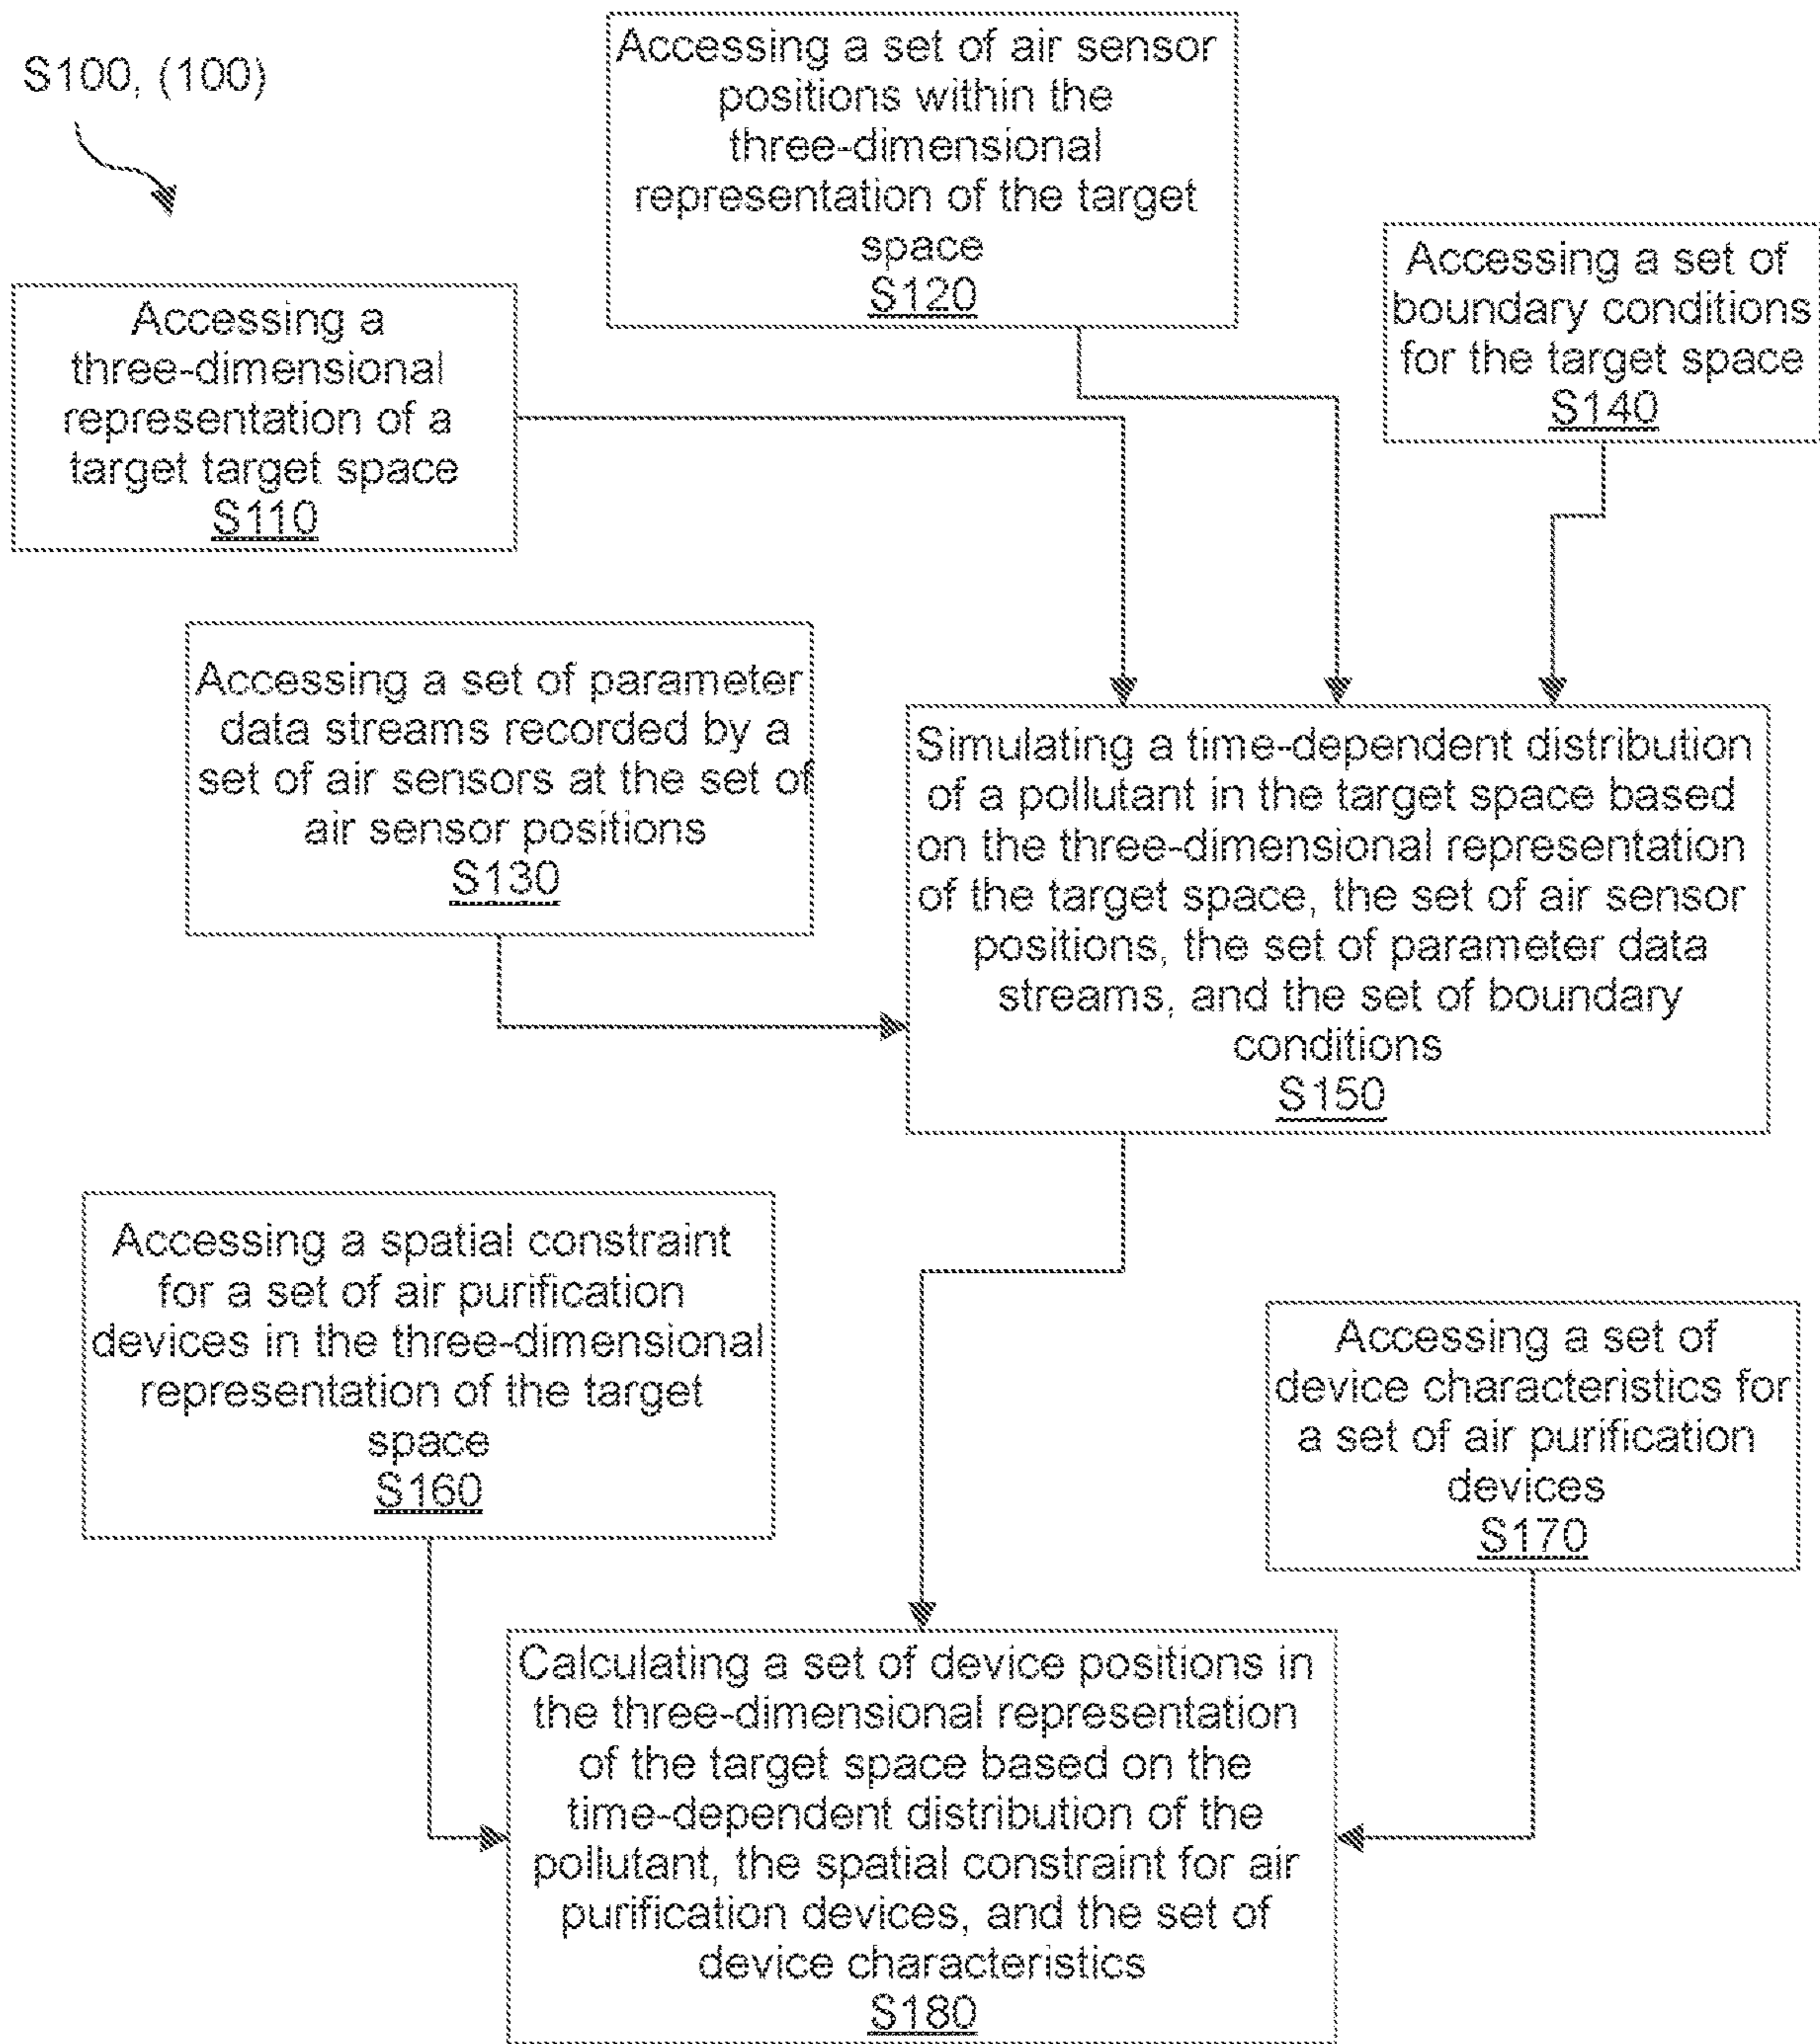 S100, (100)
Accessing a set of air sensor
positions within the
three-dimensional
representation of the target
space
S120
Accessing a set of
boundary conditions
for the target space
S140
Accessing a
three-dimensional
representation of a
target target space
S110
Accessing a set of parameter
data streams recorded by a
set of air sensors at the set of
air sensor positions
S130
Simulating a time-dependent distribution
of a pollutant in the target space based
on the three-dimensional representation
of the target space, the set of air sensor
positions, the set of parameter data
streams, and the set of boundary
conditions
S150
Accessing a spatial constraint
for a set of air purification
devices in the three-dimensional
representation of the target
space
S160
Accessing a set of
device characteristics for
a set of air purification
devices
S170
Calculating a set of device positions in
the three-dimensional representation
of the target space based on the
time-dependent distribution of the
pollutant, the spatial constraint for air
purification devices, and the set of
device characteristics
S180